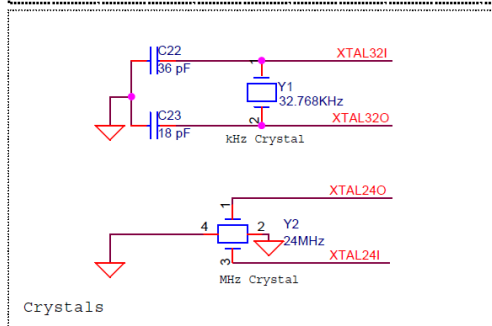 C22
36 pF
XTAL32I
1
Y1
32.768KHz
C23
18 pF
2
XTAL32O
kHz Crystal
XTAL24O
1
4
2
Y2
24MHz
3
XTAL24I
MHz Crystal
Crystals